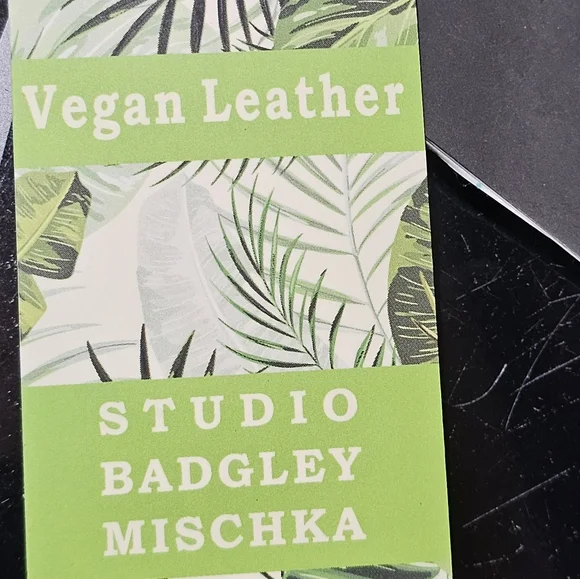 Vegan Leather
STUDIO
BADGLEY
MISCHKA